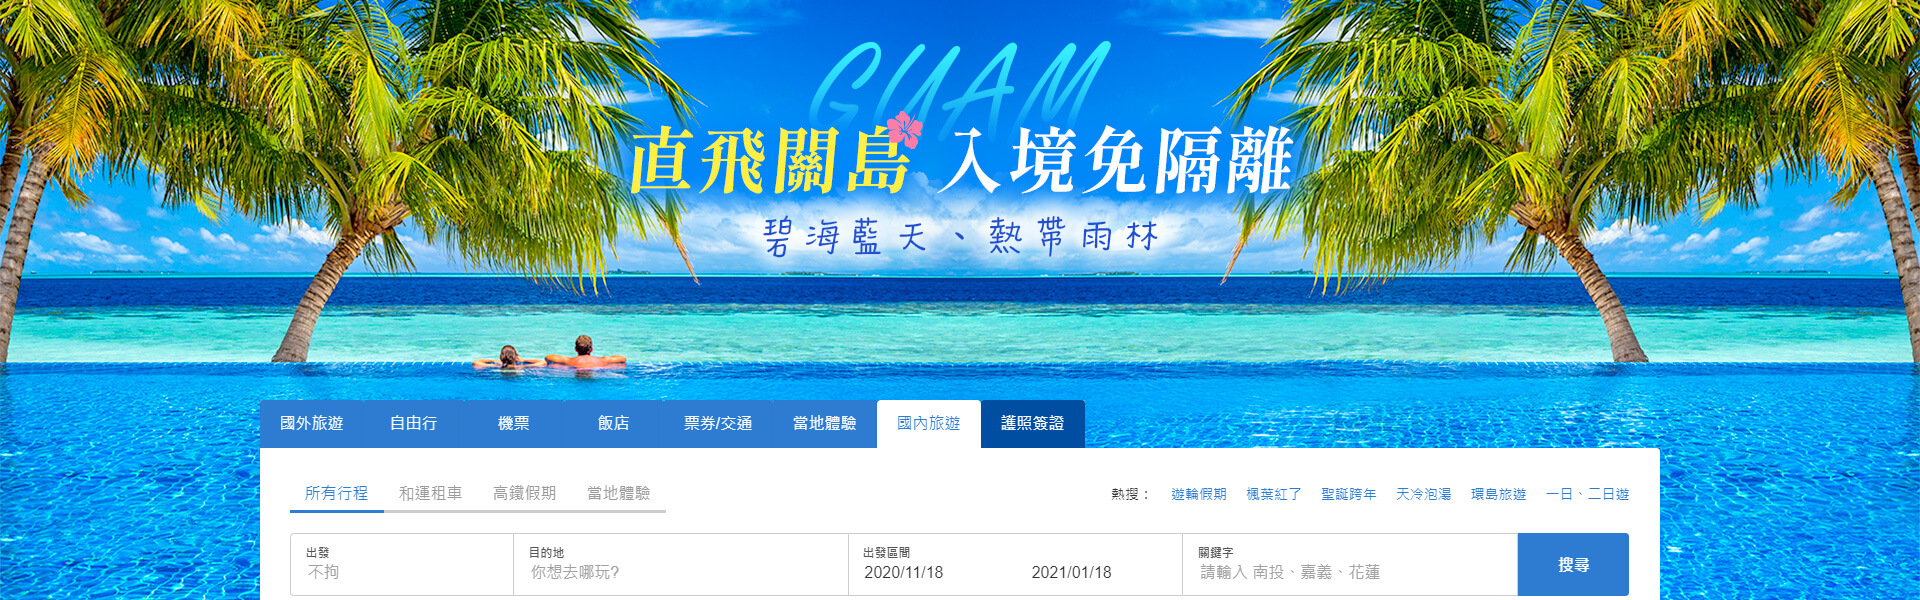 GUAM
直飛關島 入境免隔離
碧海藍天、熱帶雨林
國外旅遊 自由行 機票 飯店 票券/交通 當地體驗 國內旅遊 護照簽證
所有行程 和運租車 高鐵假期 當地體驗 熱搜： 遊輪假期 楓葉紅了 聖誕跨年 天冷泡湯 環島旅遊 一日、二日遊
出發 目的地 出發區間 關鍵字
不拘 你想去哪玩? 2020/11/18 2021/01/18 請輸入 南投、嘉義、花蓮
搜尋